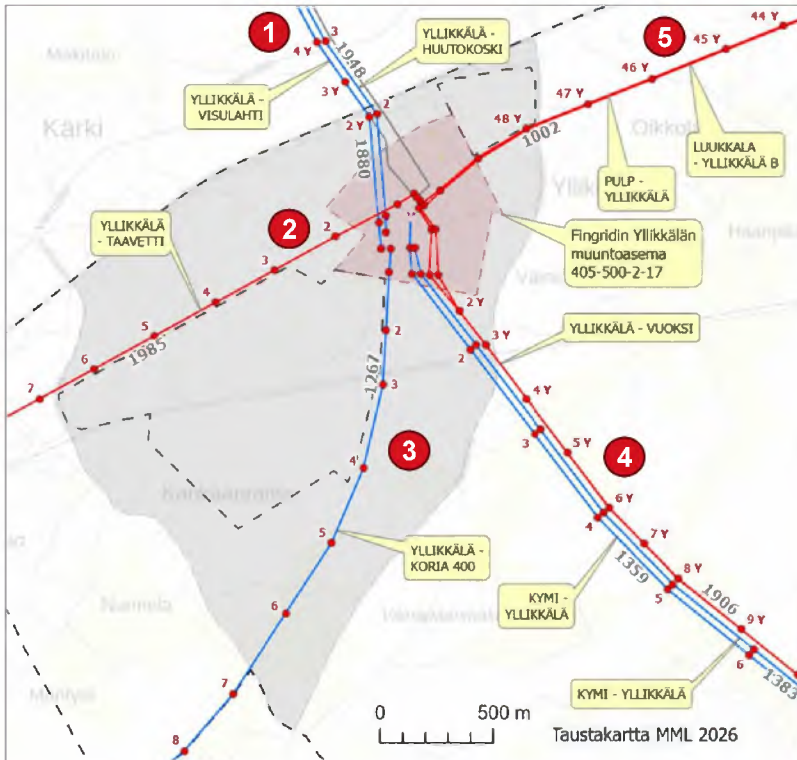 1
3
4 Y
1948
YLLIKKÄLÄ -
HUUTOKOSKI
5
44 Y
45 Y
46 Y
47 Y
48 Y
1002
3 Y
YLLIKKÄLÄ -
VISULAHTI
2
2 Y
1880
Kärki
LUUKKALA
- YLLIKKÄLÄ B
PULP -
YLLIKKÄLÄ
YLLIKKÄLÄ
- TAAVETTI
2
2
3
4
5
6
7
1985
Fingridin Yllikkälän
muuntoasema
405-500-2-17
2 Y
3 Y
2
YLLIKKÄLÄ - VUOKSI
2
1267
3
4 Y
3
5 Y
4
3
4
6 Y
4
7 Y
5
YLLIKKÄLÄ -
KORIA 400
KYMI -
YLLIKKÄLÄ
1359
8 Y
5
1906
6
9 Y
6
KYMI - YLLIKKÄLÄ
1383
7
8
0
500 m
Taustakartta MML 2026